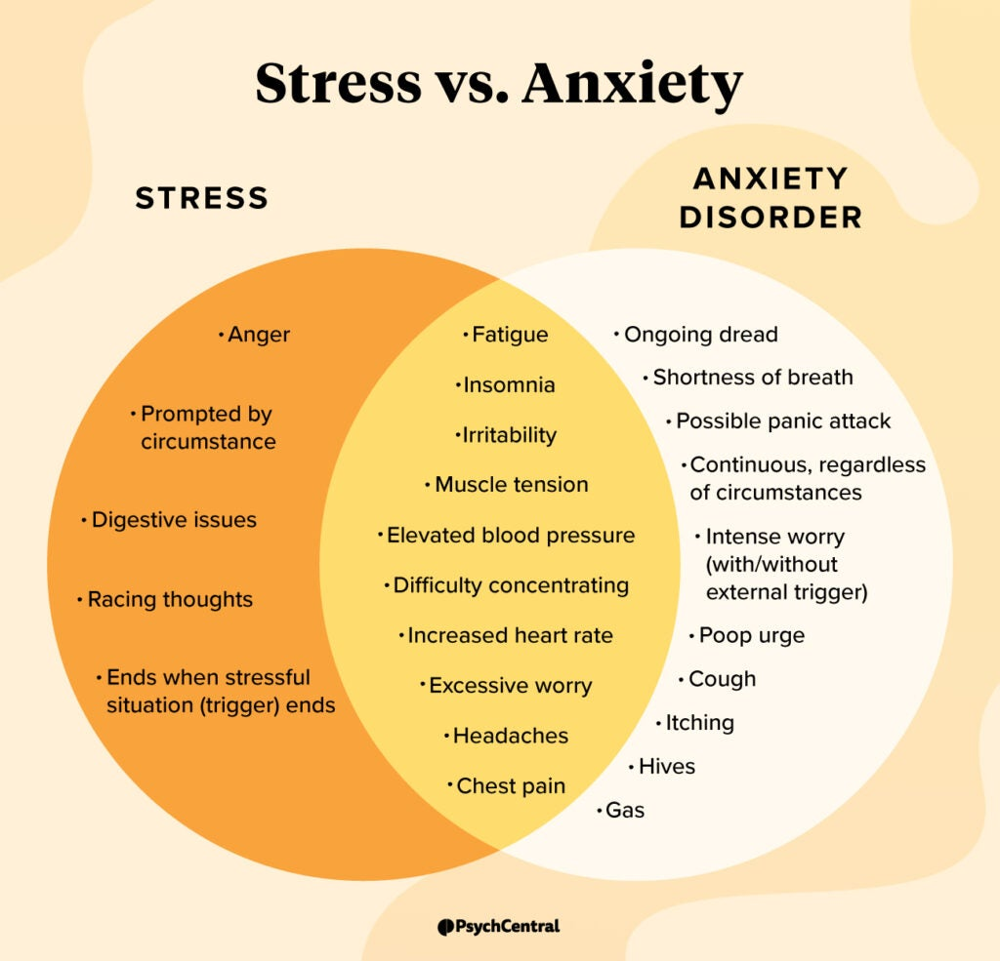 Stress vs. Anxiety
STRESS
ANXIETY
DISORDER
• Anger
• Prompted by
circumstance
• Digestive issues
• Racing thoughts
• Ends when stressful
situation (trigger) ends
• Fatigue
• Insomnia
• Irritability
• Muscle tension
• Elevated blood pressure
• Difficulty concentrating
• Increased heart rate
• Excessive worry
• Headaches
• Chest pain
• Ongoing dread
• Shortness of breath
• Possible panic attack
• Continuous, regardless
of circumstances
• Intense worry
(with/without
external trigger)
• Poop urge
• Cough
• Itching
• Hives
• Gas
PsychCentral